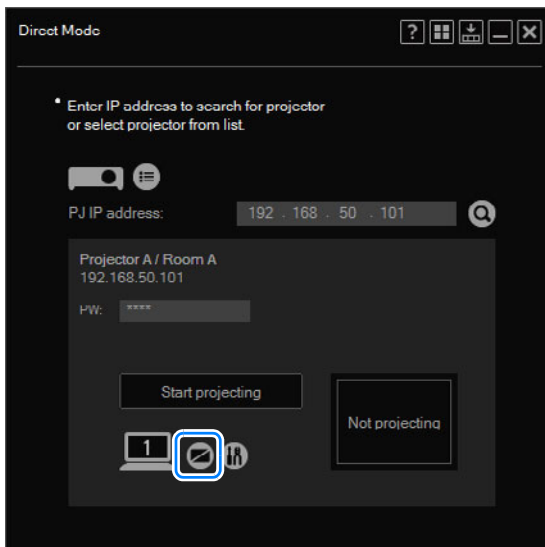 Direct Mode
?
Enter IP address to search for projector
or select projector from list.
PJ IP address: 192 . 168 . 50 . 101
Projector A / Room A
192.168.50.101
PW: ****
Start projecting
Not projecting
1